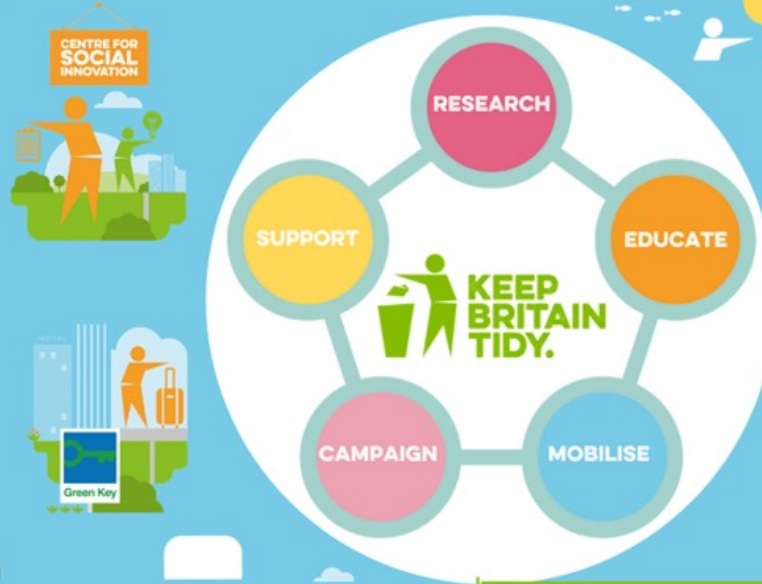 CENTRE FOR
SOCIAL
INNOVATION
RESEARCH
SUPPORT
EDUCATE
KEEP
BRITAIN
TIDY.
CAMPAIGN
MOBILISE
Green Key